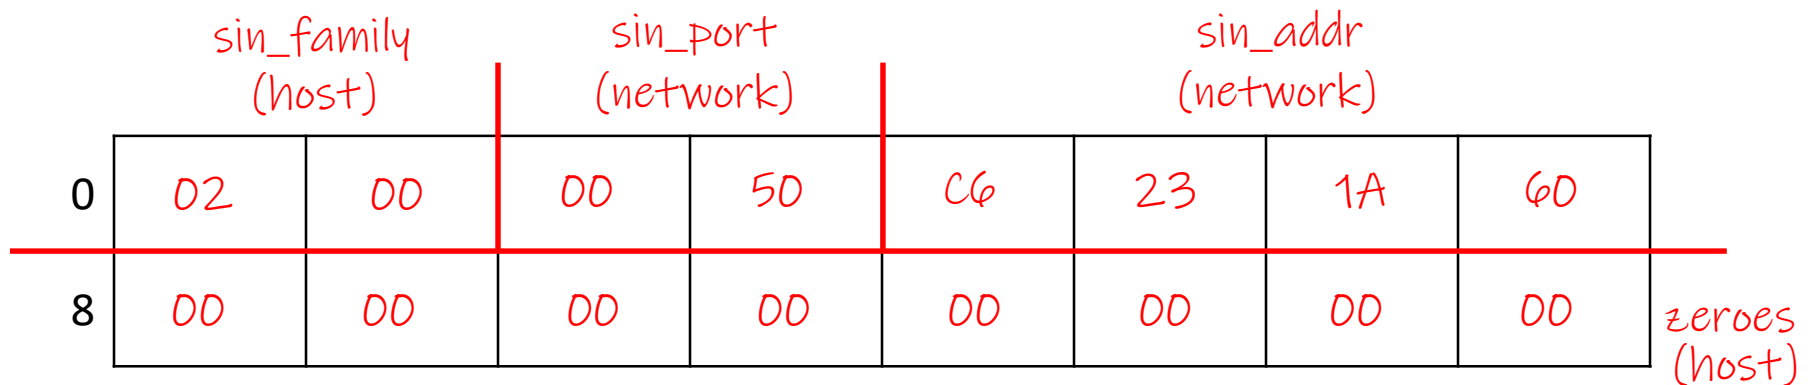 sin_family
(host)
sin_port
(network)
sin_addr
(network)
0 02 00 00 50 C6 23 1A 60
8 00 00 00 00 00 00 00 00
zeroes
(host)